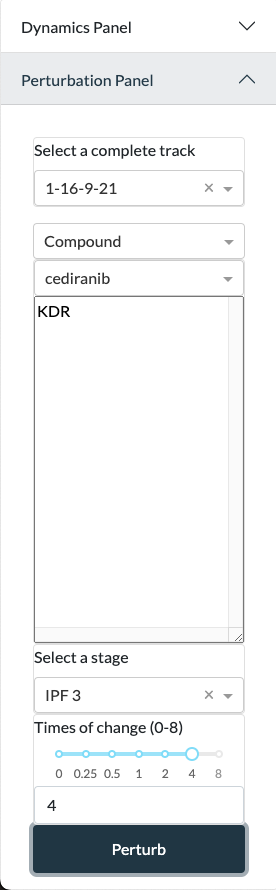 Dynamics Panel
Perturbation Panel
Select a complete track
1-16-9-21 ×
Compound
cediranib
KDR
Select a stage
IPF 3 ×
Times of change (0-8)
0 0.25 0.5 1 2 4 8
4
Perturb